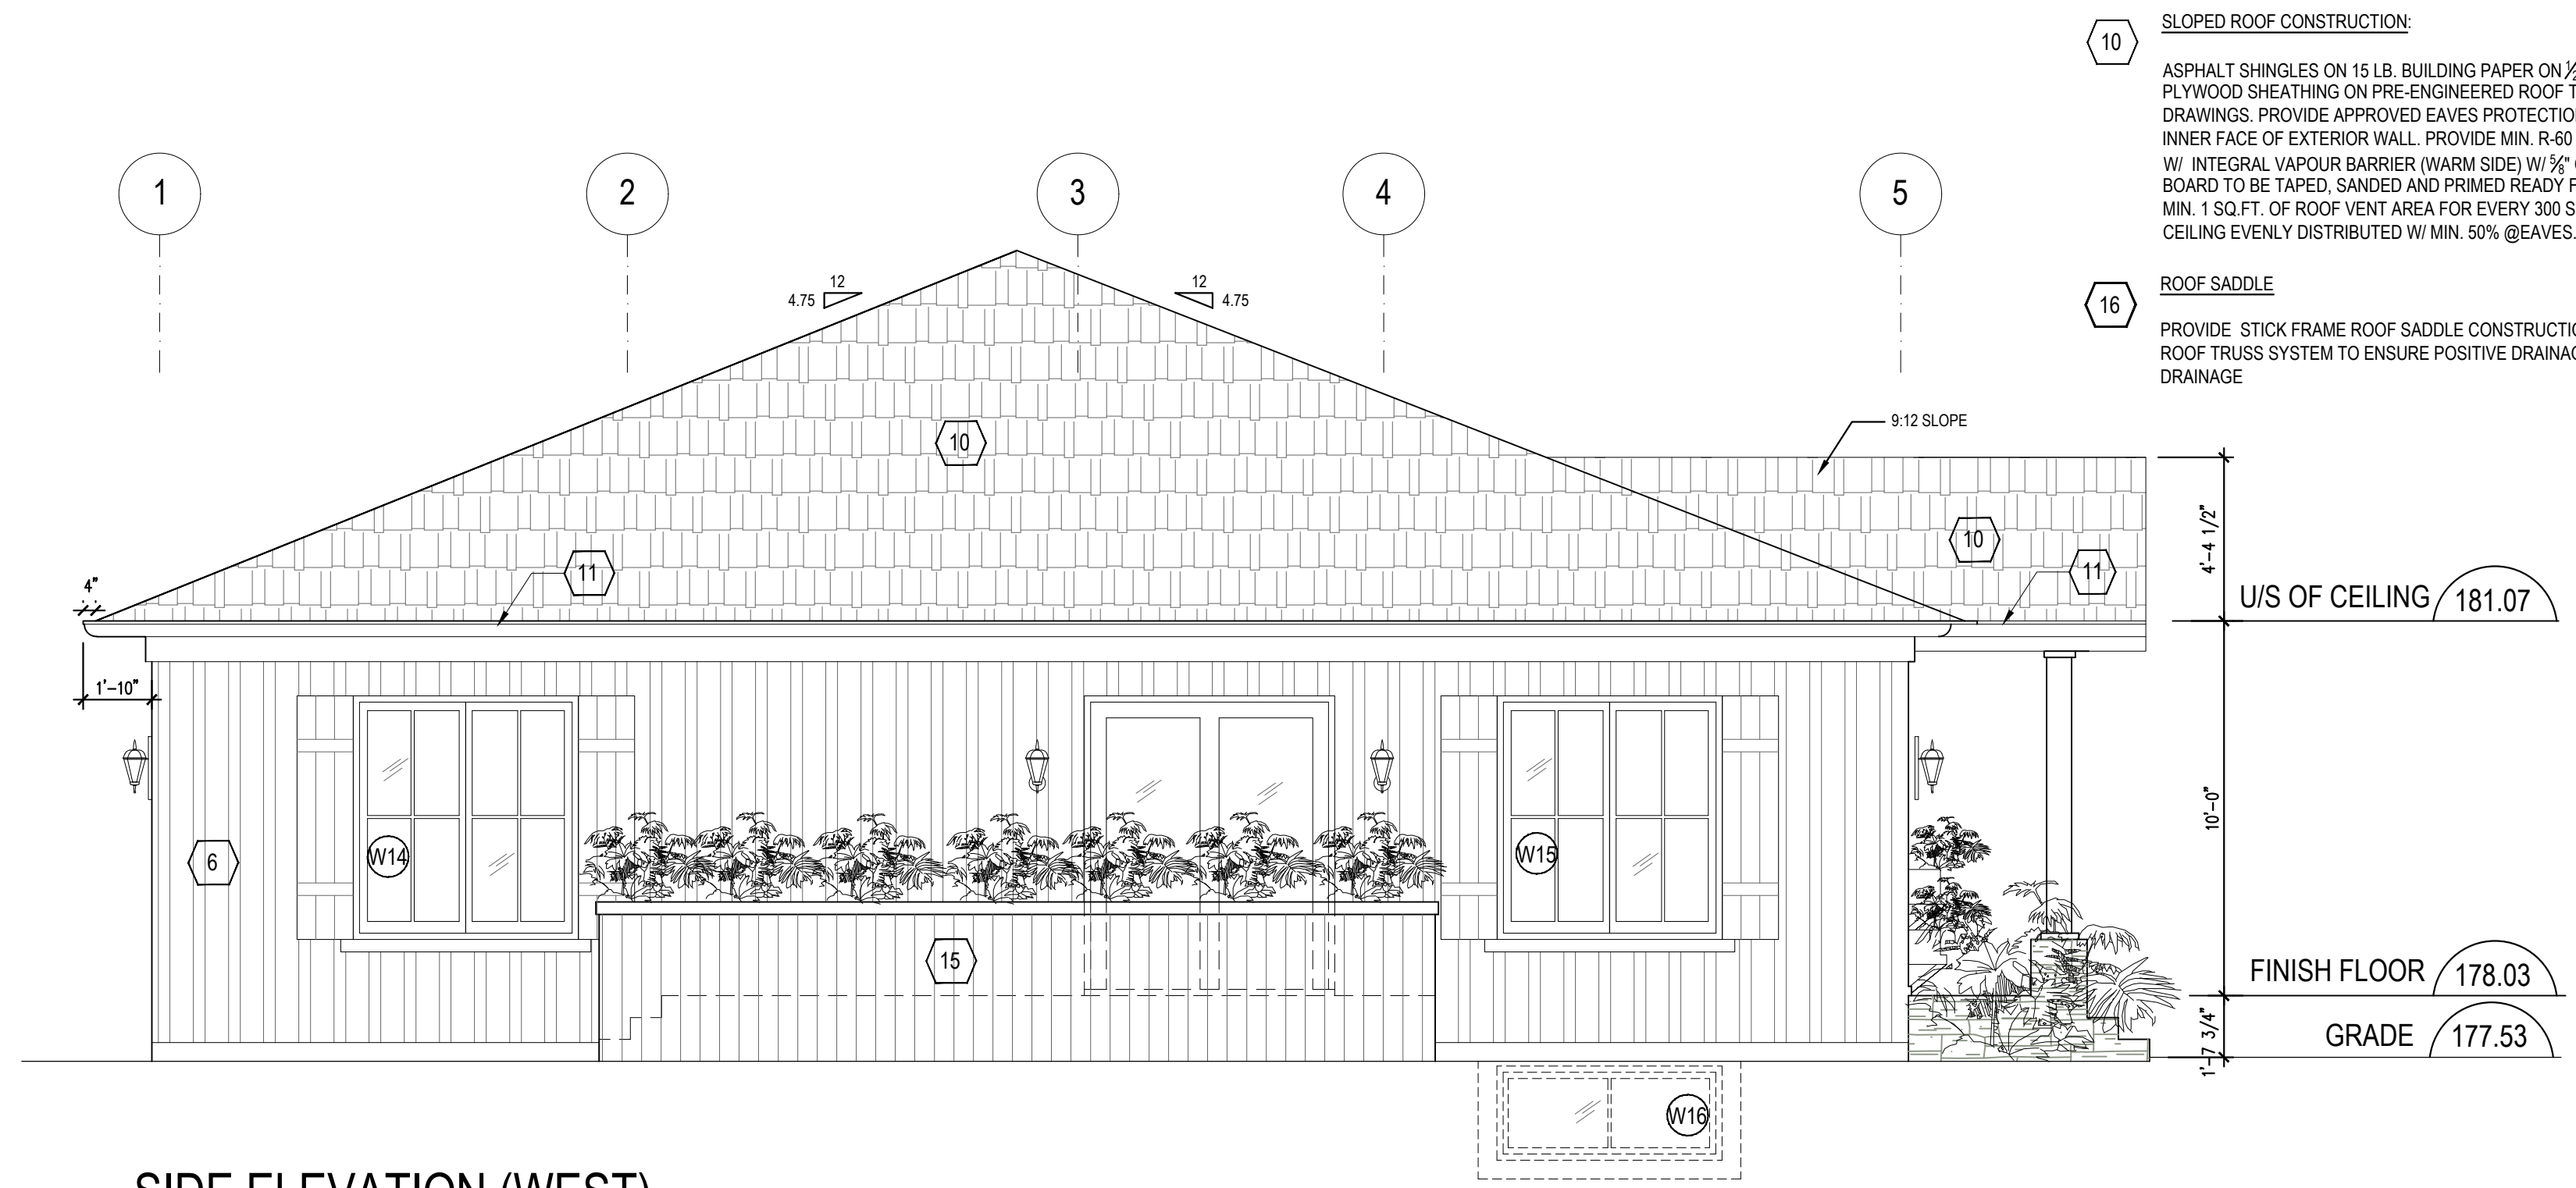 10
SLOPED ROOF CONSTRUCTION:
ASPHALT SHINGLES ON 15 LB. BUILDING PAPER ON
PLYWOOD SHEATHING ON PRE-ENGINEERED ROOF
DRAWINGS. PROVIDE APPROVED EAVES
INNER FACE OF EXTERIOR WALL. PROVIDE MIN. R-60
W/ INTEGRAL VAPOUR BARRIER (WARM SIDE) W/ 5/8"
BOARD TO BE TAPED, SANDED AND PRIMED READY
MIN. 1 SQ.FT. OF ROOF VENT AREA FOR EVERY 300
CEILING EVENLY DISTRIBUTED W/ MIN. 50% @EAVES.
16
ROOF SADDLE
PROVIDE STICK FRAME ROOF SADDLE
ROOF TRUSS SYSTEM TO ENSURE POSITIVE
DRAINAGE
1
2
3
4
5
12
4.75
12
4.75
9:12 SLOPE
10
10
11
11
4"
1'-10"
4'-4 1/2"
U/S OF CEILING 181.07
10'-0"
6
W14
W15
15
FINISH FLOOR 178.03
1'-7 3/4"
GRADE 177.53
W16
SIDE ELEVATION (WEST)